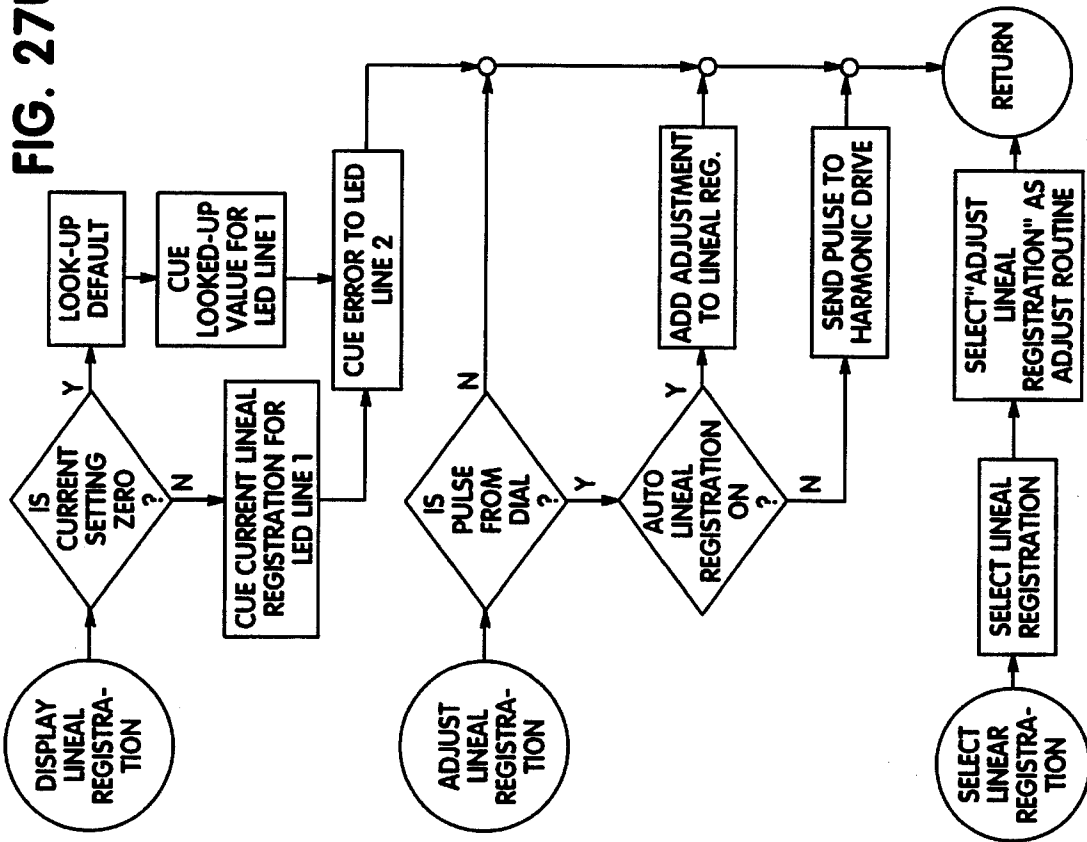 FIG. 27
DISPLAY
LINEAL
REGISTRA-
TION
IS
CURRENT
SETTING
ZERO
?
Y
N
LOOK-UP
DEFAULT
CUE
LOOKED-UP
VALUE FOR
LED LINE 1
CUE CURRENT LINEAL
REGISTRATION FOR
LED LINE 1
CUE ERROR TO LED
LINE 2
ADJUST
LINEAL
REGISTRA-
TION
IS
PULSE
FROM
DIAL
?
N
Y
AUTO
LINEAL
REGISTRATION
ON
?
Y
N
ADD ADJUSTMENT
TO LINEAL REG.
SEND PULSE TO
HARMONIC DRIVE
SELECT
LINEAR
REGISTRA-
TION
SELECT LINEAL
REGISTRATION
SELECT"ADJUST
LINEAL
REGISTRATION" AS
ADJUST ROUTINE
RETURN